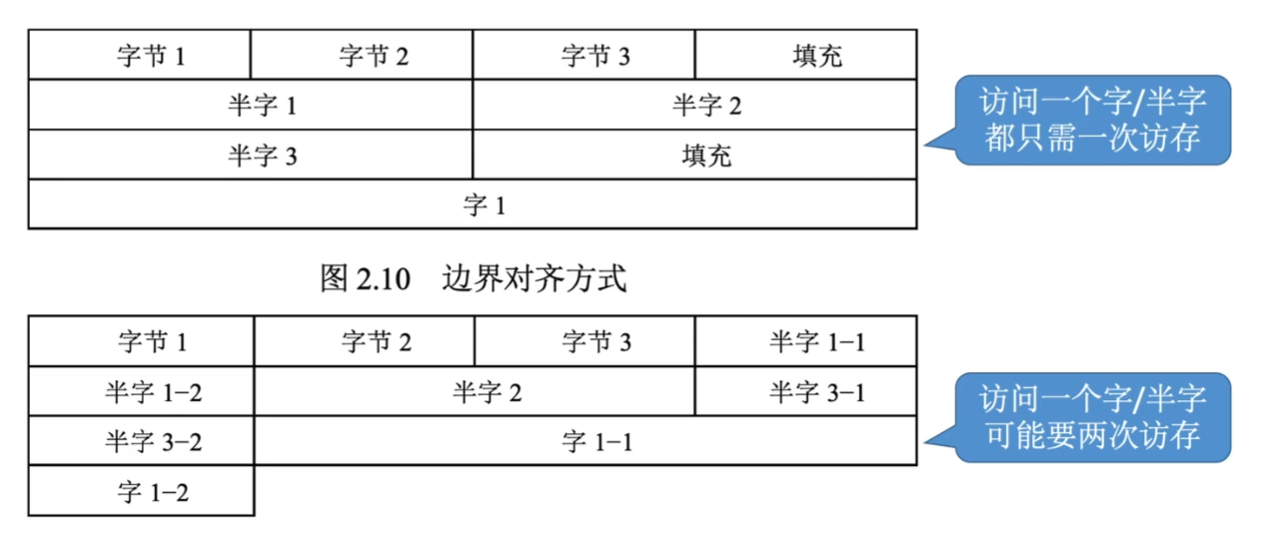 字节 1 字节 2 字节 3 填充
半字 1 半字 2
半字 3 填充
字 1
访问一个字/半字
都只需一次访存
图 2.10 边界对齐方式
字节 1 字节 2 字节 3 半字 1-1
半字 1-2 半字 2 半字 3-1
半字 3-2 字 1-1
字 1-2
访问一个字/半字
可能要两次访存